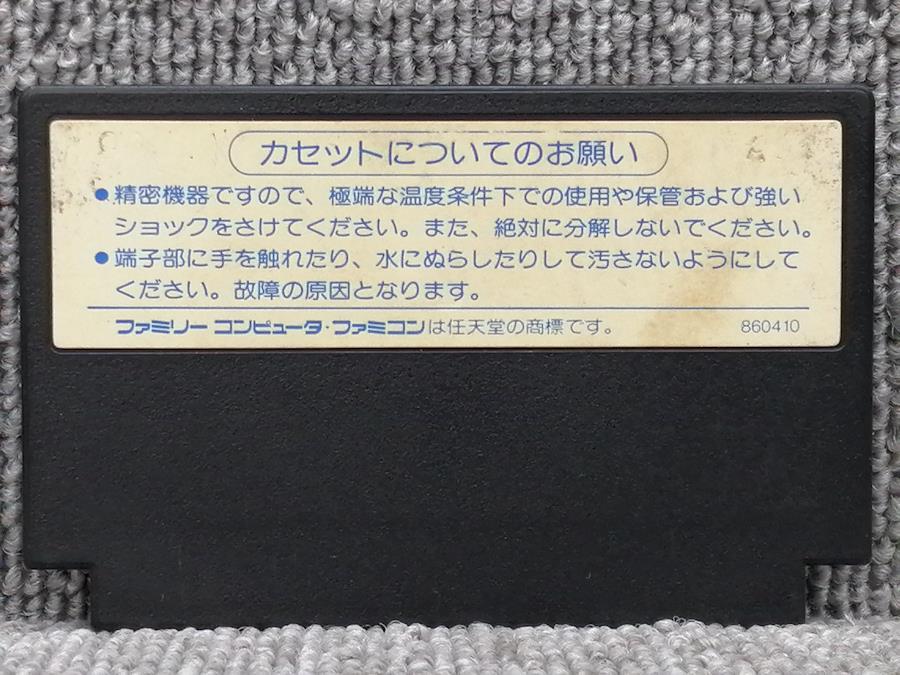 カセットについてのお願い
●精密機器ですので、極端な温度条件下での使用や保管および強い
ショックをさけてください。また、絶対に分解しないでください。
●端子部に手を触れたり、水にぬらしたりして汚さないようにして
ください。故障の原因となります。
ファミリー コンピュータ・ファミコンは任天堂の商標です。 860410